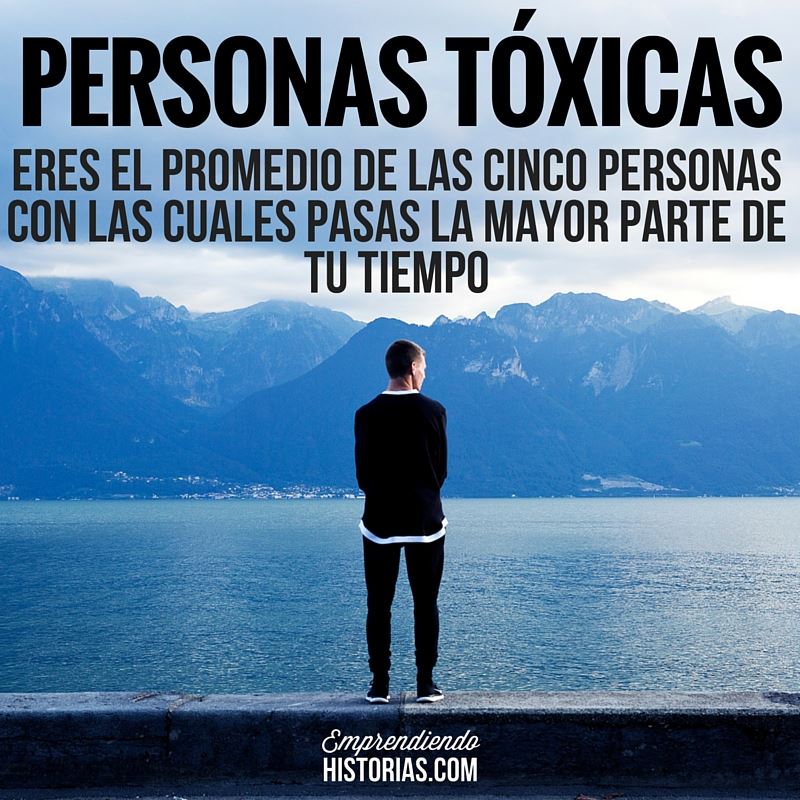 PERSONAS TÓXICAS
ERES EL PROMEDIO DE LAS CINCO PERSONAS
CON LAS CUALES PASAS LA MAYOR PARTE DE
TU TIEMPO
Emprendiendo
HISTORIAS.COM